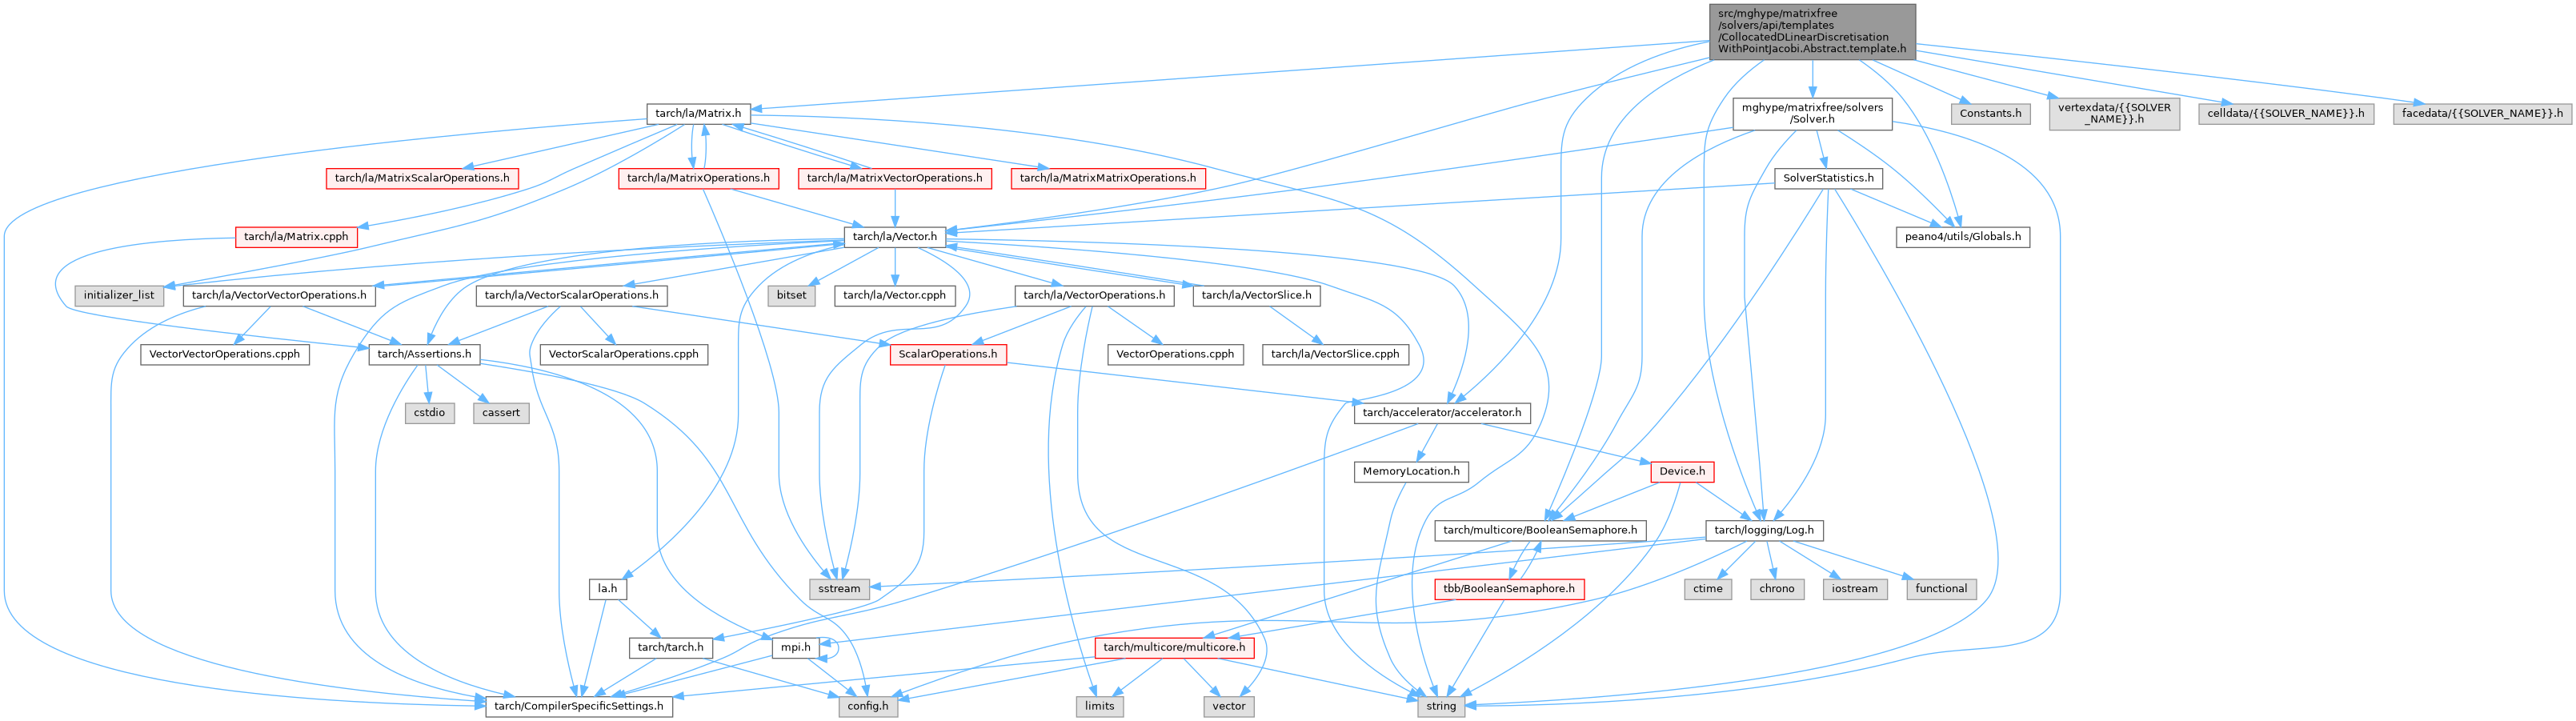 src/mghype/matrixfree
/solvers/api/templates
/CollocatedDLinearDiscretisation
WithPointJacobi.Abstract.template.h
tarch/la/Matrix.h
mghype/matrixfree/solvers
/Solver.h
Constants.h
vertexdata/{{SOLVER
_NAME}}.h
celldata/{{SOLVER_NAME}}.h
facedata/{{SOLVER_NAME}}.h
tarch/la/MatrixScalarOperations.h
tarch/la/MatrixOperations.h
tarch/la/MatrixVectorOperations.h
tarch/la/MatrixMatrixOperations.h
SolverStatistics.h
tarch/la/Matrix.cpph
tarch/la/Vector.h
peano4/utils/Globals.h
initializer_list
tarch/la/VectorVectorOperations.h
tarch/la/VectorScalarOperations.h
bitset
tarch/la/Vector.cpph
tarch/la/VectorOperations.h
tarch/la/VectorSlice.h
VectorVectorOperations.cpph
tarch/Assertions.h
VectorScalarOperations.cpph
ScalarOperations.h
VectorOperations.cpph
tarch/la/VectorSlice.cpph
cstdio
cassert
tarch/accelerator/accelerator.h
MemoryLocation.h
Device.h
tarch/multicore/BooleanSemaphore.h
tarch/logging/Log.h
la.h
sstream
tbb/BooleanSemaphore.h
ctime
chrono
iostream
functional
tarch/tarch.h
mpi.h
tarch/multicore/multicore.h
tarch/CompilerSpecificSettings.h
config.h
limits
vector
string